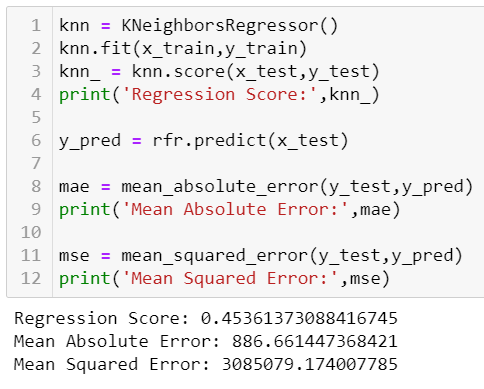 1 knn = KNeighborsRegressor()
2 knn.fit(x_train,y_train)
3 knn_ = knn.score(x_test,y_test)
4 print('Regression Score:',knn_)
5
6 y_pred = rfr.predict(x_test)
7
8 mae = mean_absolute_error(y_test,y_pred)
9 print('Mean Absolute Error:',mae)
10
11 mse = mean_squared_error(y_test,y_pred)
12 print('Mean Squared Error:',mse)
Regression Score: 0.45361373088416745
Mean Absolute Error: 886.661447368421
Mean Squared Error: 3085079.174007785